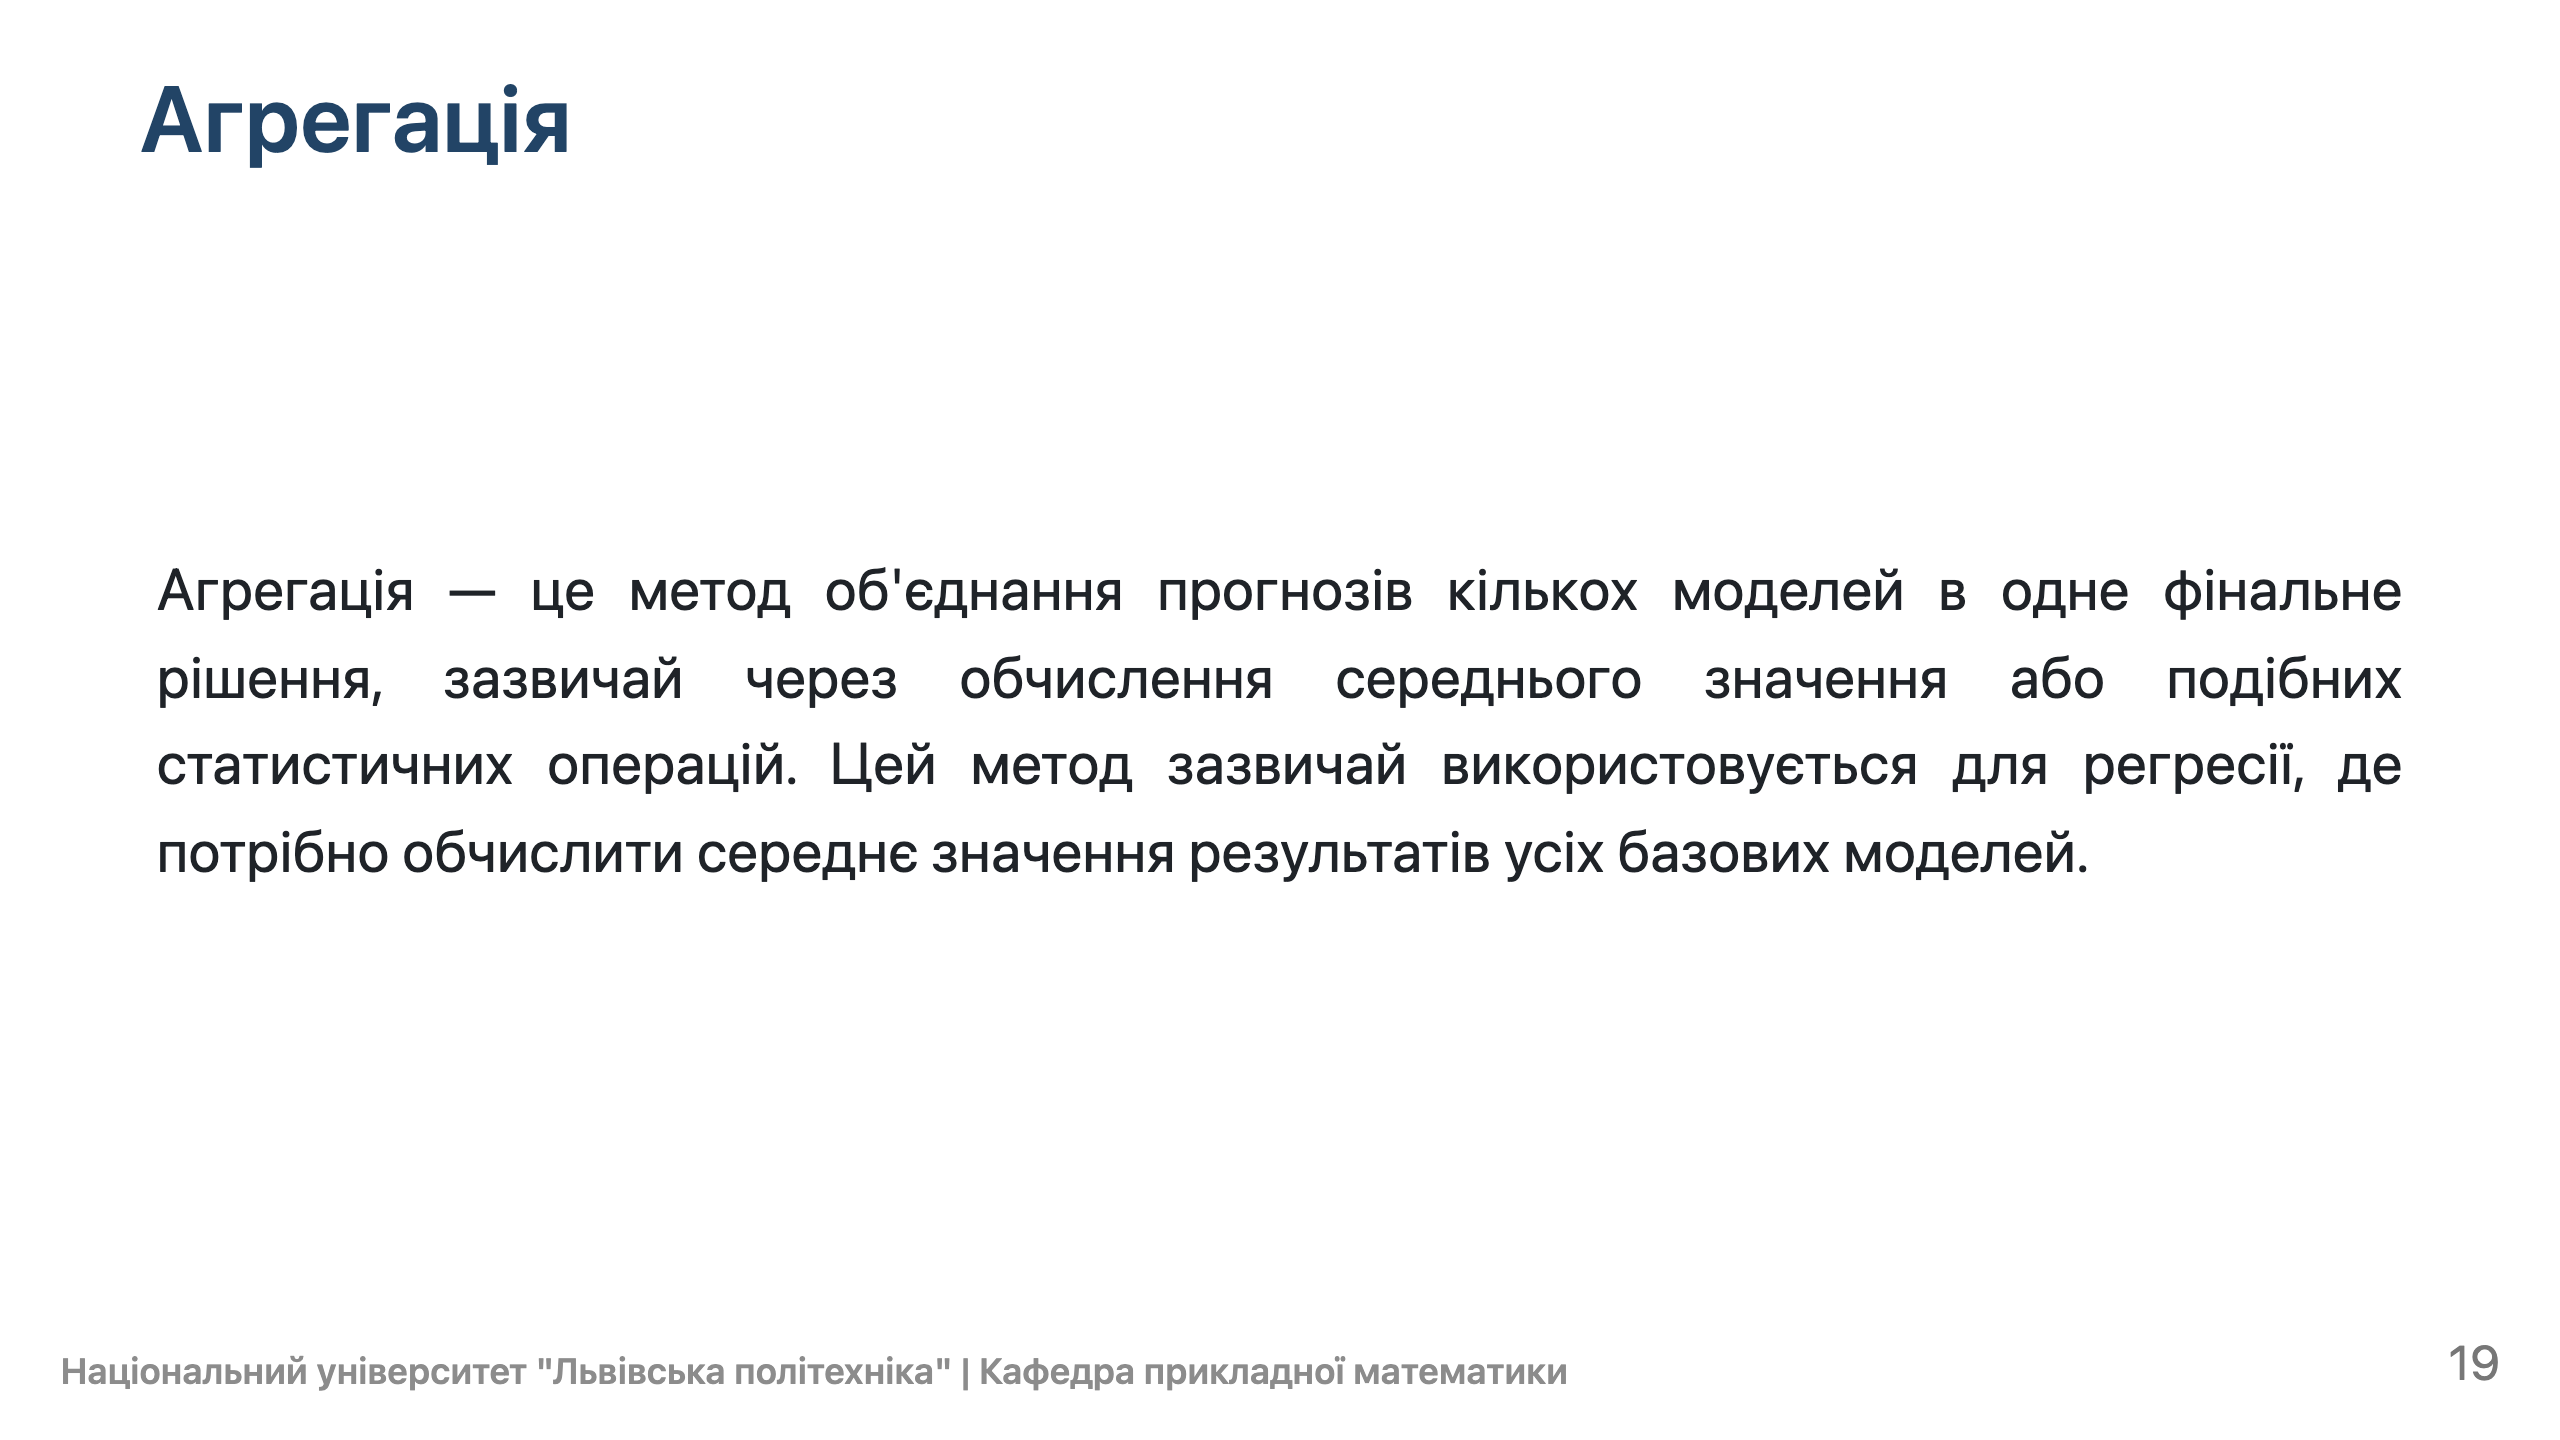 Агрегація
Агрегація — це метод об'єднання прогнозів кількох моделей в одне фінальне
рішення, зазвичай через обчислення середнього значення або подібних
статистичних операцій. Цей метод зазвичай використовується для регресії, де
потрібно обчислити середнє значення результатів усіх базових моделей.
Національний університет "Львівська політехніка" | Кафедра прикладної математики
19